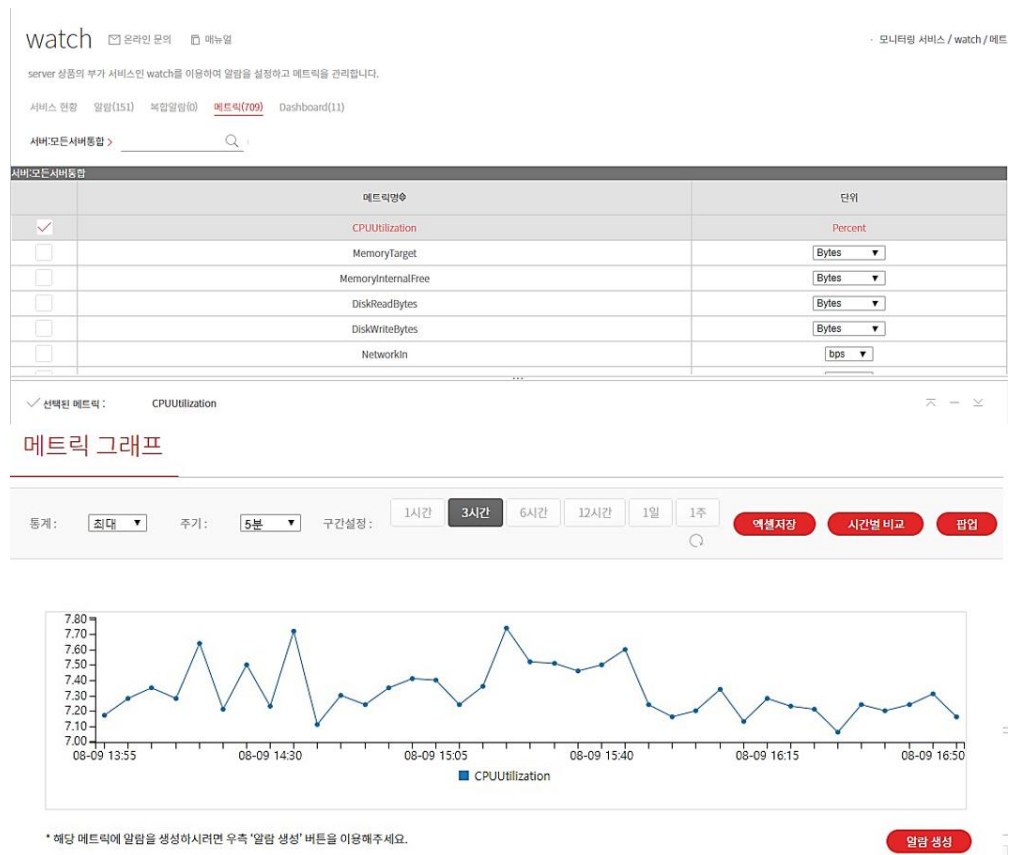 watch 온라인 문의 매뉴얼
· 모니터링 서비스 / watch / 메트
server 상품의 부가 서비스인 watch를 이용하여 알람을 설정하고 메트릭을 관리합니다.
서비스 현황 알람(151) 복합알람(0) 메트릭(709) Dashboard(11)
서버:모든서버통합 >
서버:모든서버통합
메트릭명 단위
CPUUtilization Percent
MemoryTarget Bytes ▼
MemoryInternalFree Bytes ▼
DiskReadBytes Bytes ▼
DiskWriteBytes Bytes ▼
NetworkIn bps ▼
선택된 메트릭 : CPUUtilization
메트릭 그래프
통계 : 최대 ▼ 주기 : 5분 ▼ 구간설정 : 1시간 3시간 6시간 12시간 1일 1주 엑셀저장 시간별 비교 팝업
7.80
7.70
7.60
7.50
7.40
7.30
7.20
7.10
7.00
08-09 13:55 08-09 14:30 08-09 15:05 08-09 15:40 08-09 16:15 08-09 16:50
CPUUtilization
* 해당 메트릭에 알람을 생성하시려면 우측 '알람 생성' 버튼을 이용해주세요.
알람 생성